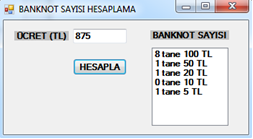 BANKNOT SAYISI HESAPLAMA
ÜCRET (TL) 875
HESAPLA
BANKNOT SAYISI
8 tane 100 TL
1 tane 50 TL
1 tane 20 TL
0 tane 10 TL
1 tane 5 TL